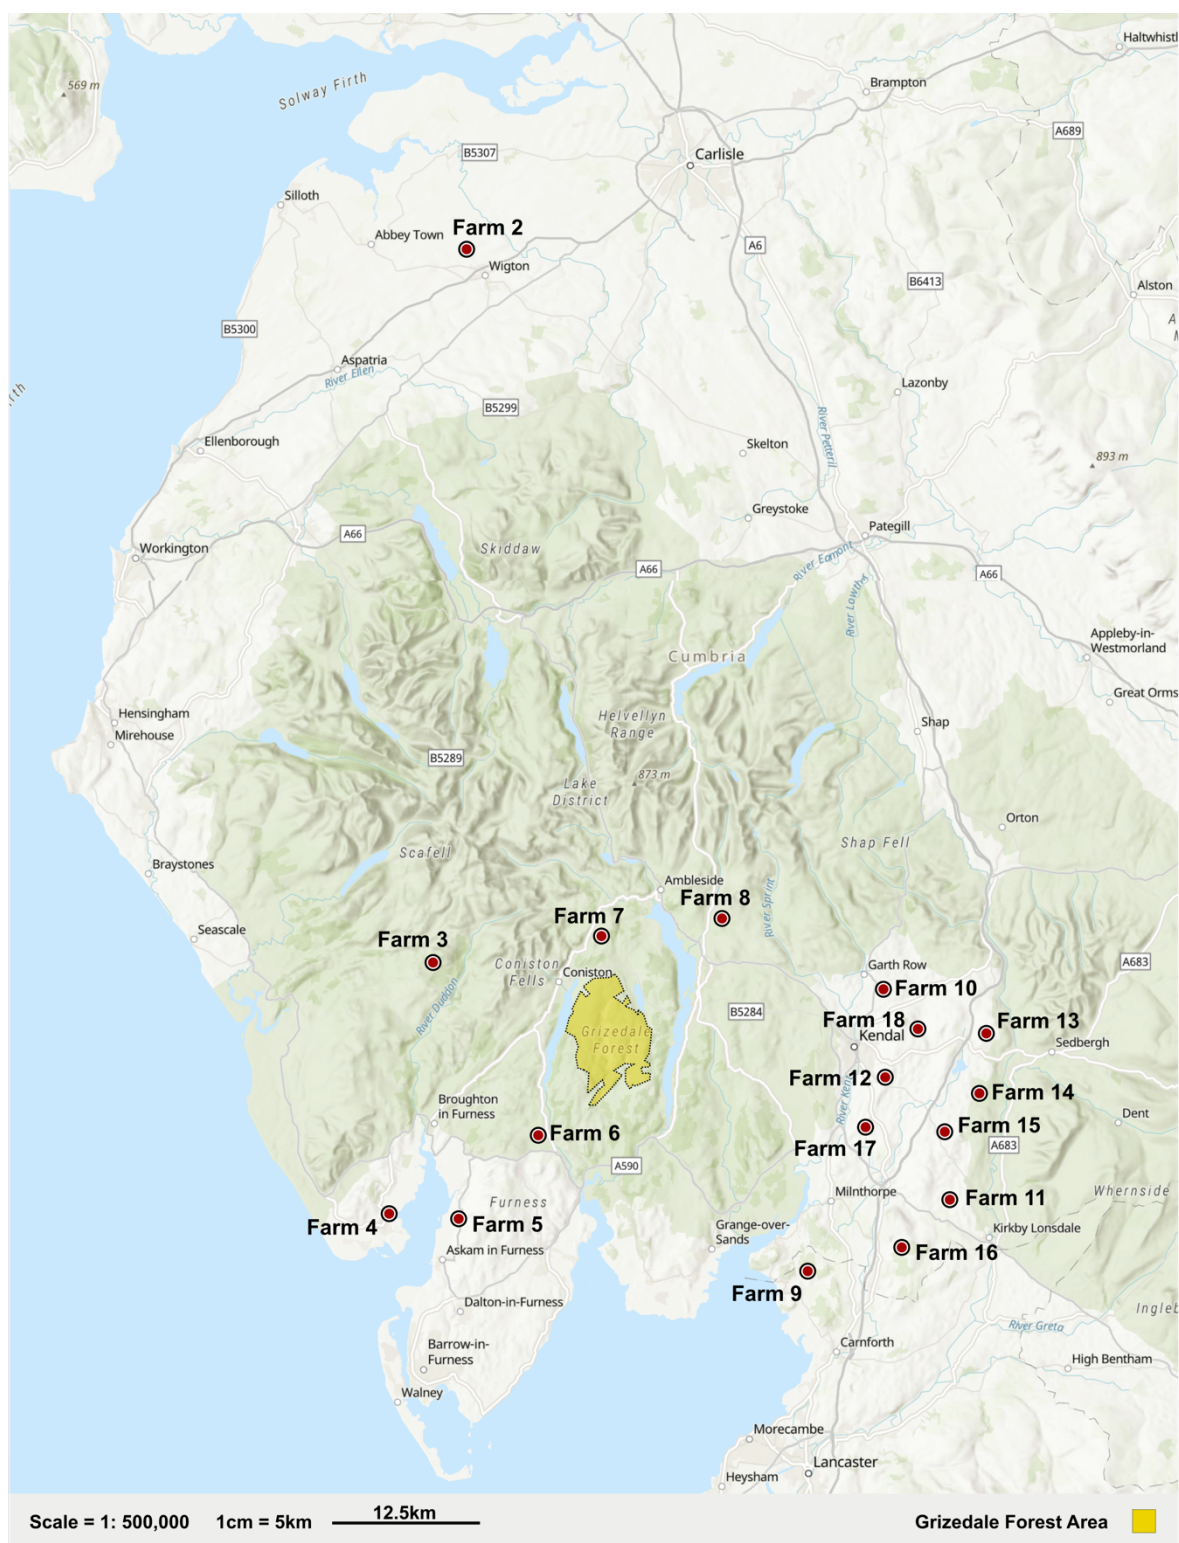 Haltwhistl
569 m
Solway Firth
Brampton
A689
B5307
Carlisle
Silloth
Farm 2
Abbey Town
A6
Wigton
B6413
Alston
A
B5300
Aspatria
River Ellen
Lazonby
irth
B5299
River Petteril
Ellenborough
Skelton
893 m
Greystoke
Pategill
A66
Workington
Skiddaw
River Eamont
A66
A66
River Lowther
Appleby-in-
Westmorland
Cumbria
Great Orms
Hensingham
Mirehouse
Helvellyn
Range
Shap
B5289
873 m
Lake
District
Orton
Scafell
Shap Fell
Braystones
Ambleside
Farm 8
River Sprint
Farm 7
Seascale
Farm 3
Coniston
Fells
Coniston
Garth Row
A683
Farm 10
River Duddon
B5284
Farm 18
Farm 13
Grizedale
Forest
Kendal
Sedbergh
Farm 12
River Kent
Farm 14
Broughton
in Furness
Dent
Farm 6
Farm 17
Farm 15
A683
A590
Milnthorpe
Whernside
Furness
Farm 11
Farm 4
Farm 5
Grange-over-
Sands
Kirkby Lonsdale
Askam in Furness
Farm 16
Farm 9
Dalton-in-Furness
Ingleb
River Greta
Barrow-in-
Furness
Carnforth
High Bentham
Walney
Morecambe
Lancaster
Heysham
Scale = 1: 500,000 1cm = 5km 12.5km
Grizedale Forest Area